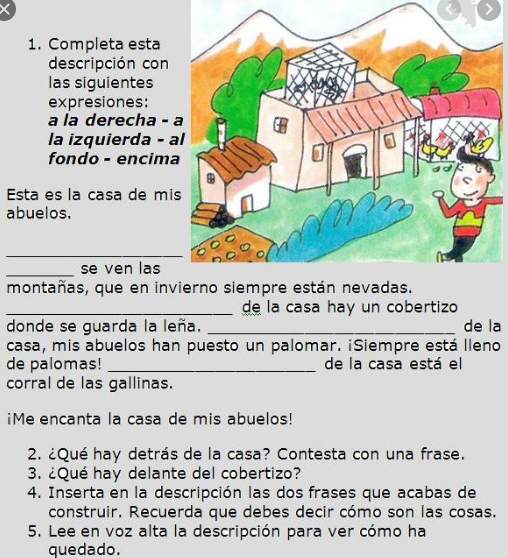 1. Completa esta
descripción con
las siguientes
expresiones:
a la derecha - a
la izquierda - al
fondo - encima
Esta es la casa de mis
abuelos.
____________________
________ se ven las
montañas, que en invierno siempre están nevadas.
__________________________ de la casa hay un cobertizo
donde se guarda la leña. ____________________________ de la
casa, mis abuelos han puesto un palomar. ¡Siempre está lleno
de palomas! ________________________ de la casa está el
corral de las gallinas.
¡Me encanta la casa de mis abuelos!
2. ¿Qué hay detrás de la casa? Contesta con una frase.
3. ¿Qué hay delante del cobertizo?
4. Inserta en la descripción las dos frases que acabas de
construir. Recuerda que debes decir cómo son las cosas.
5. Lee en voz alta la descripción para ver cómo ha
quedado.